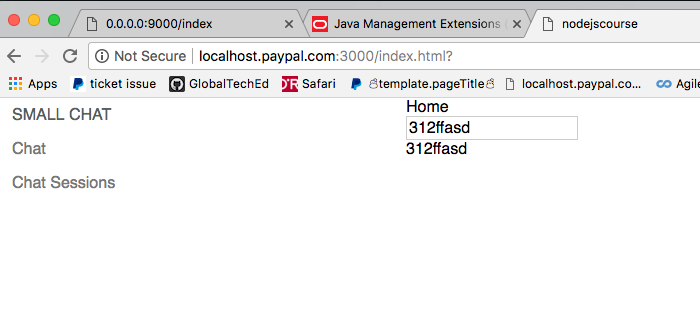 0.0.0.0:9000/index
Java Management Extensions
nodejscourse
Not Secure
localhost.paypal.com:3000/index.html?
Apps
ticket issue
GlobalTechEd
Safari
template.pageTitle
localhost.paypal.co...
Agile
SMALL CHAT
Chat
Chat Sessions
Home
312ffasd
312ffasd